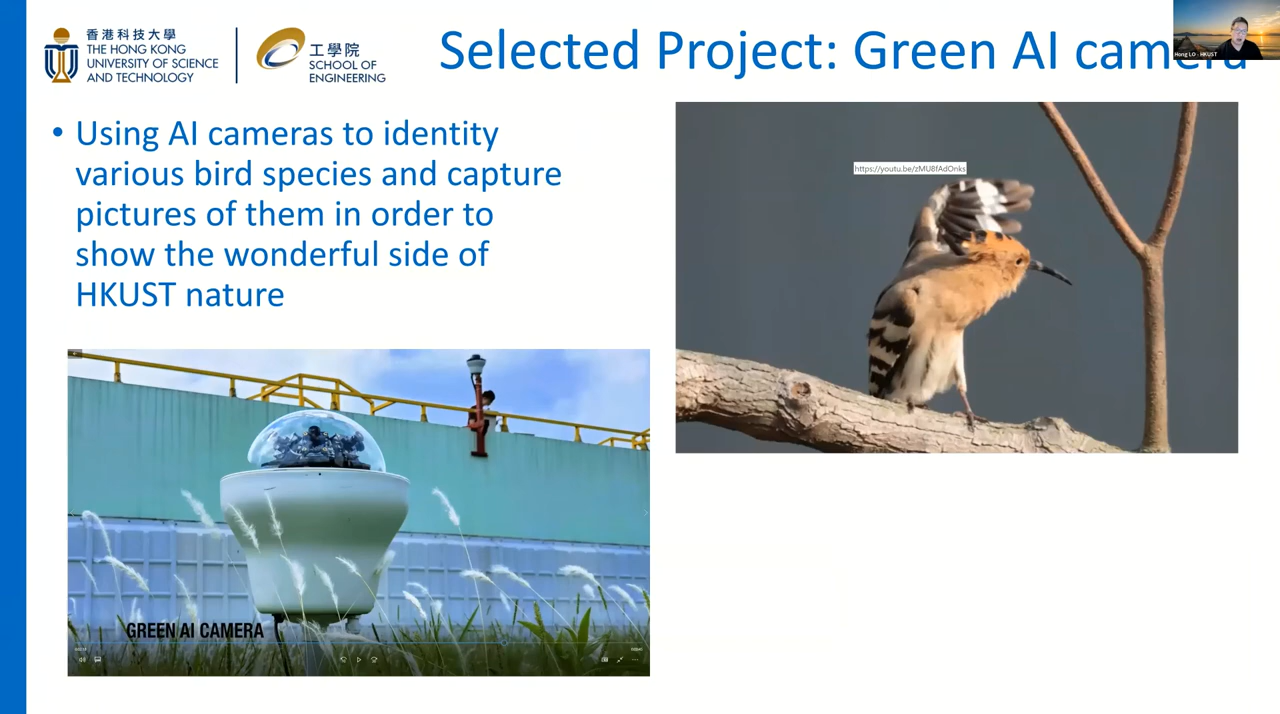 香港科技大學
THE HONG KONG
UNIVERSITY OF SCIENCE
AND TECHNOLOGY
工學院
SCHOOL OF
ENGINEERING
Selected Project: Green AI camera
Hong LO - HKUST
• Using AI cameras to identity
various bird species and capture
pictures of them in order to
show the wonderful side of
HKUST nature
https://youtu.be/zMU8fAdOnks
GREEN AI CAMERA